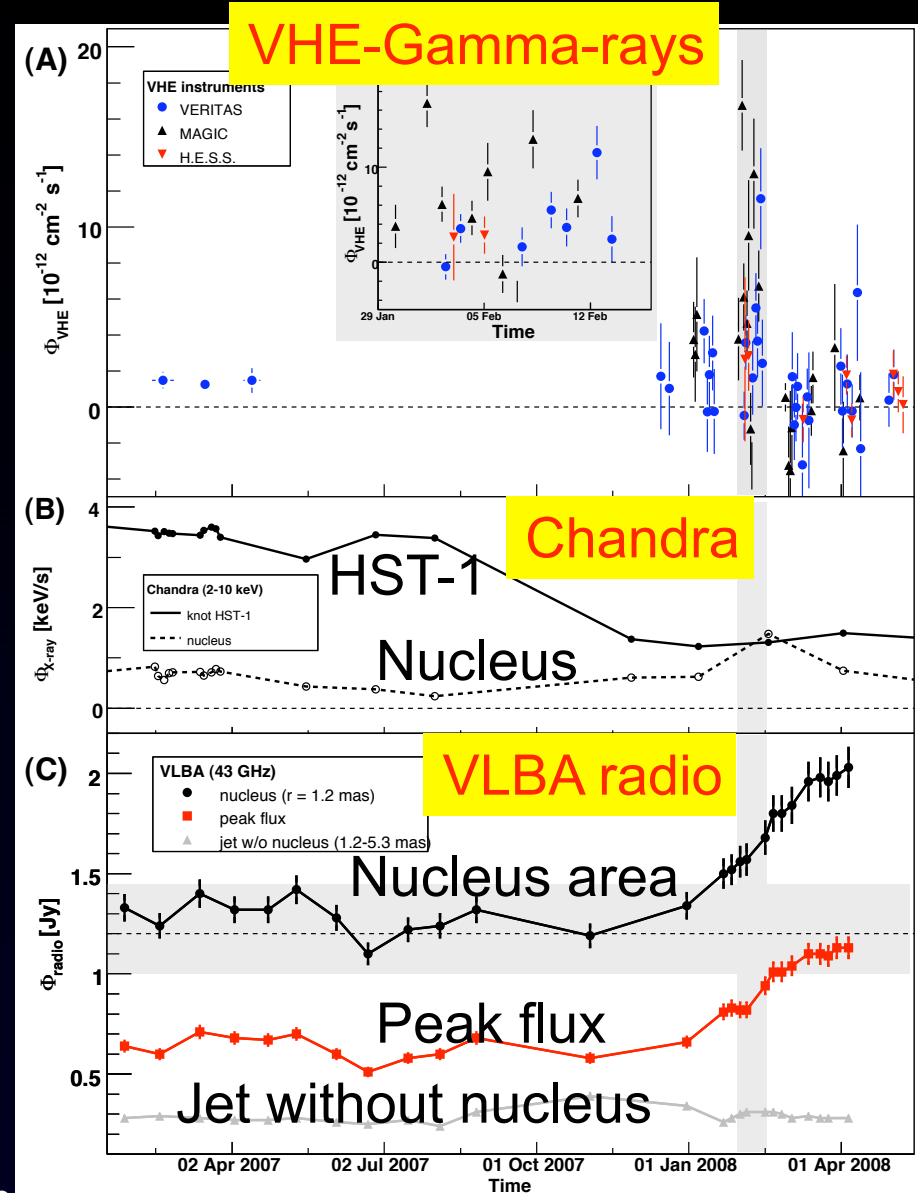 VHE-Gamma-rays
(A)
20
10
0
ΦVHE [10-12 cm-2 s-1]
VHE instruments
VERITAS
MAGIC
H.E.S.S.
ΦVHE [10-12 cm-2 s-1]
10
0
29 Jan 05 Feb 12 Feb
Time
(B)
4
2
0
ΦX-ray [keV/s]
Chandra
HST-1
Chandra (2-10 keV)
knot HST-1
nucleus
Nucleus
(C)
2
1.5
1
0.5
Φradio [Jy]
VLBA radio
VLBA (43 GHz)
nucleus (r = 1.2 mas)
peak flux
jet w/o nucleus (1.2-5.3 mas)
Nucleus area
Peak flux
Jet without nucleus
02 Apr 2007 02 Jul 2007 01 Oct 2007 01 Jan 2008 01 Apr 2008
Time